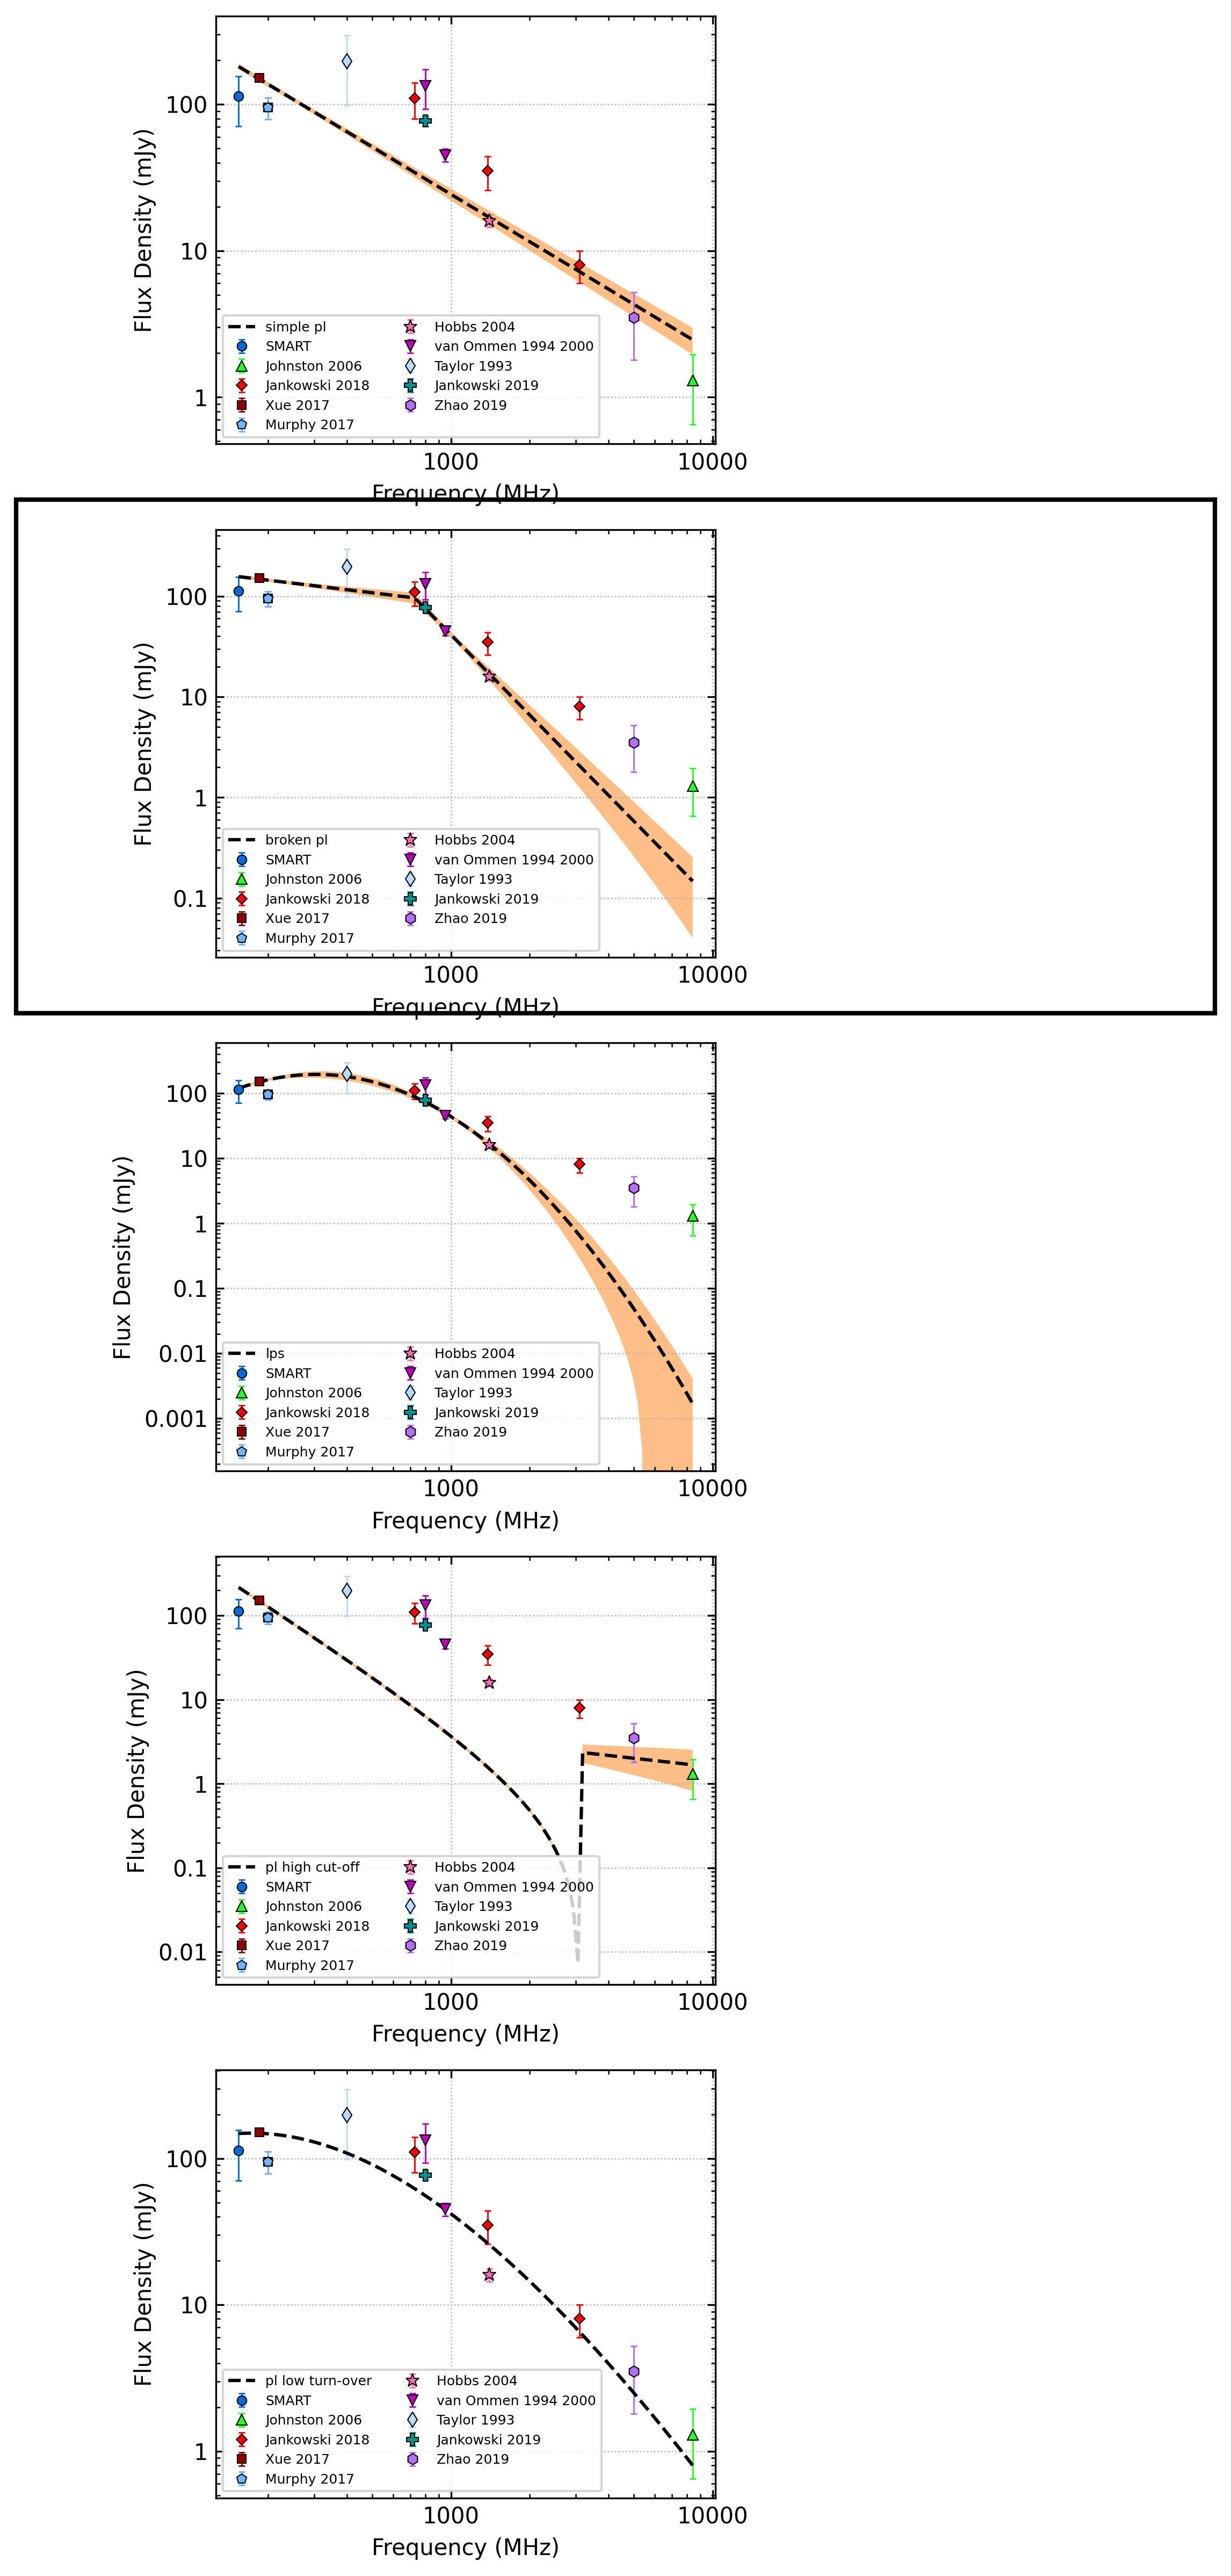 100
10
1
Flux Density (mJy)
simple pl
SMART
Johnston 2006
Jankowski 2018
Xue 2017
Murphy 2017
Hobbs 2004
van Ommen 1994 2000
Taylor 1993
Jankowski 2019
Zhao 2019
1000 10000
Frequency (MHz)
100
10
1
0.1
Flux Density (mJy)
broken pl
SMART
Johnston 2006
Jankowski 2018
Xue 2017
Murphy 2017
Hobbs 2004
van Ommen 1994 2000
Taylor 1993
Jankowski 2019
Zhao 2019
1000 10000
Frequency (MHz)
100
10
1
0.1
0.01
0.001
Flux Density (mJy)
lps
SMART
Johnston 2006
Jankowski 2018
Xue 2017
Murphy 2017
Hobbs 2004
van Ommen 1994 2000
Taylor 1993
Jankowski 2019
Zhao 2019
1000 10000
Frequency (MHz)
100
10
1
0.1
0.01
Flux Density (mJy)
pl high cut-off
SMART
Johnston 2006
Jankowski 2018
Xue 2017
Murphy 2017
Hobbs 2004
van Ommen 1994 2000
Taylor 1993
Jankowski 2019
Zhao 2019
1000 10000
Frequency (MHz)
100
10
1
Flux Density (mJy)
pl low turn-over
SMART
Johnston 2006
Jankowski 2018
Xue 2017
Murphy 2017
Hobbs 2004
van Ommen 1994 2000
Taylor 1993
Jankowski 2019
Zhao 2019
1000 10000
Frequency (MHz)